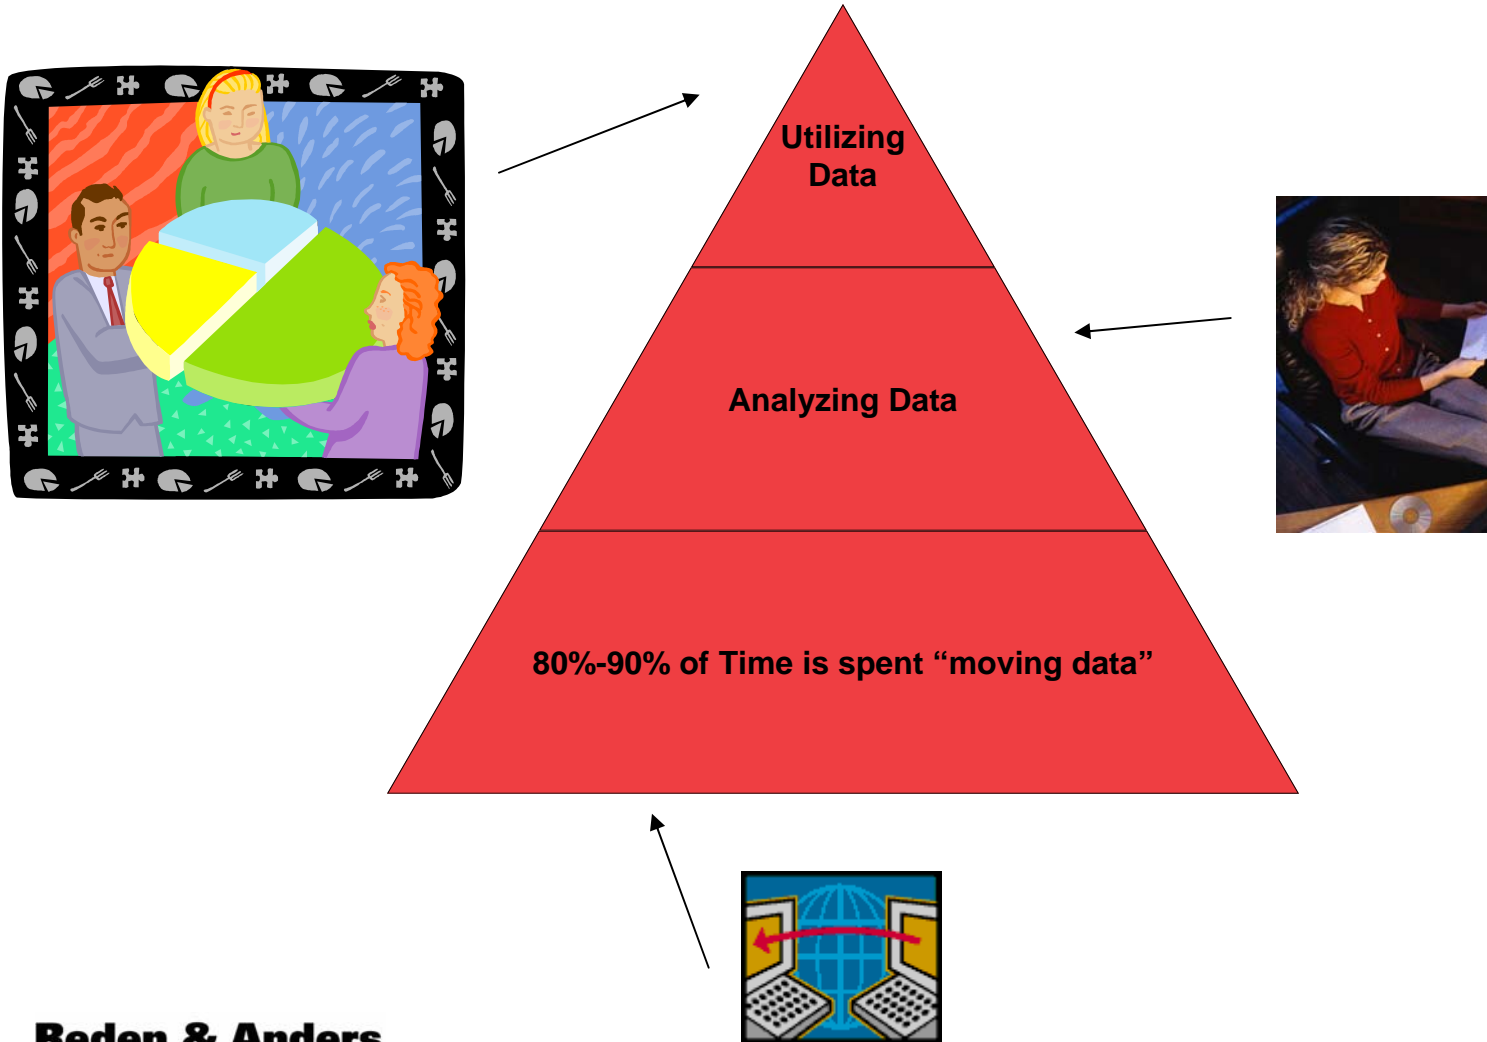 Utilizing
Data
Analyzing Data
80%-90% of Time is spent “moving data”
Reden & Anders